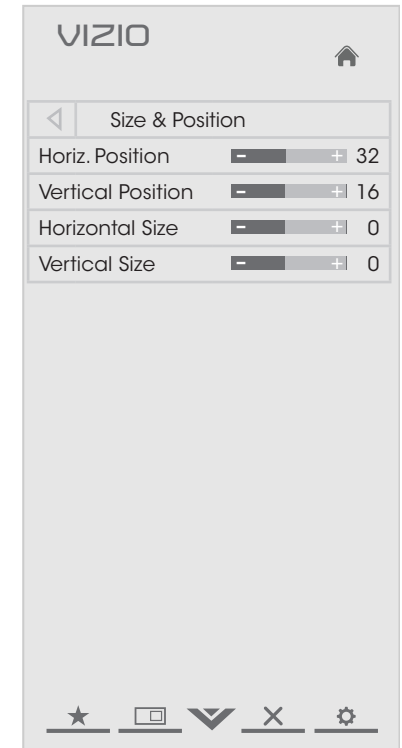 VIZIO
Size & Position
Horiz. Position - + 32
Vertical Position - + 16
Horizontal Size - + 0
Vertical Size - + 0